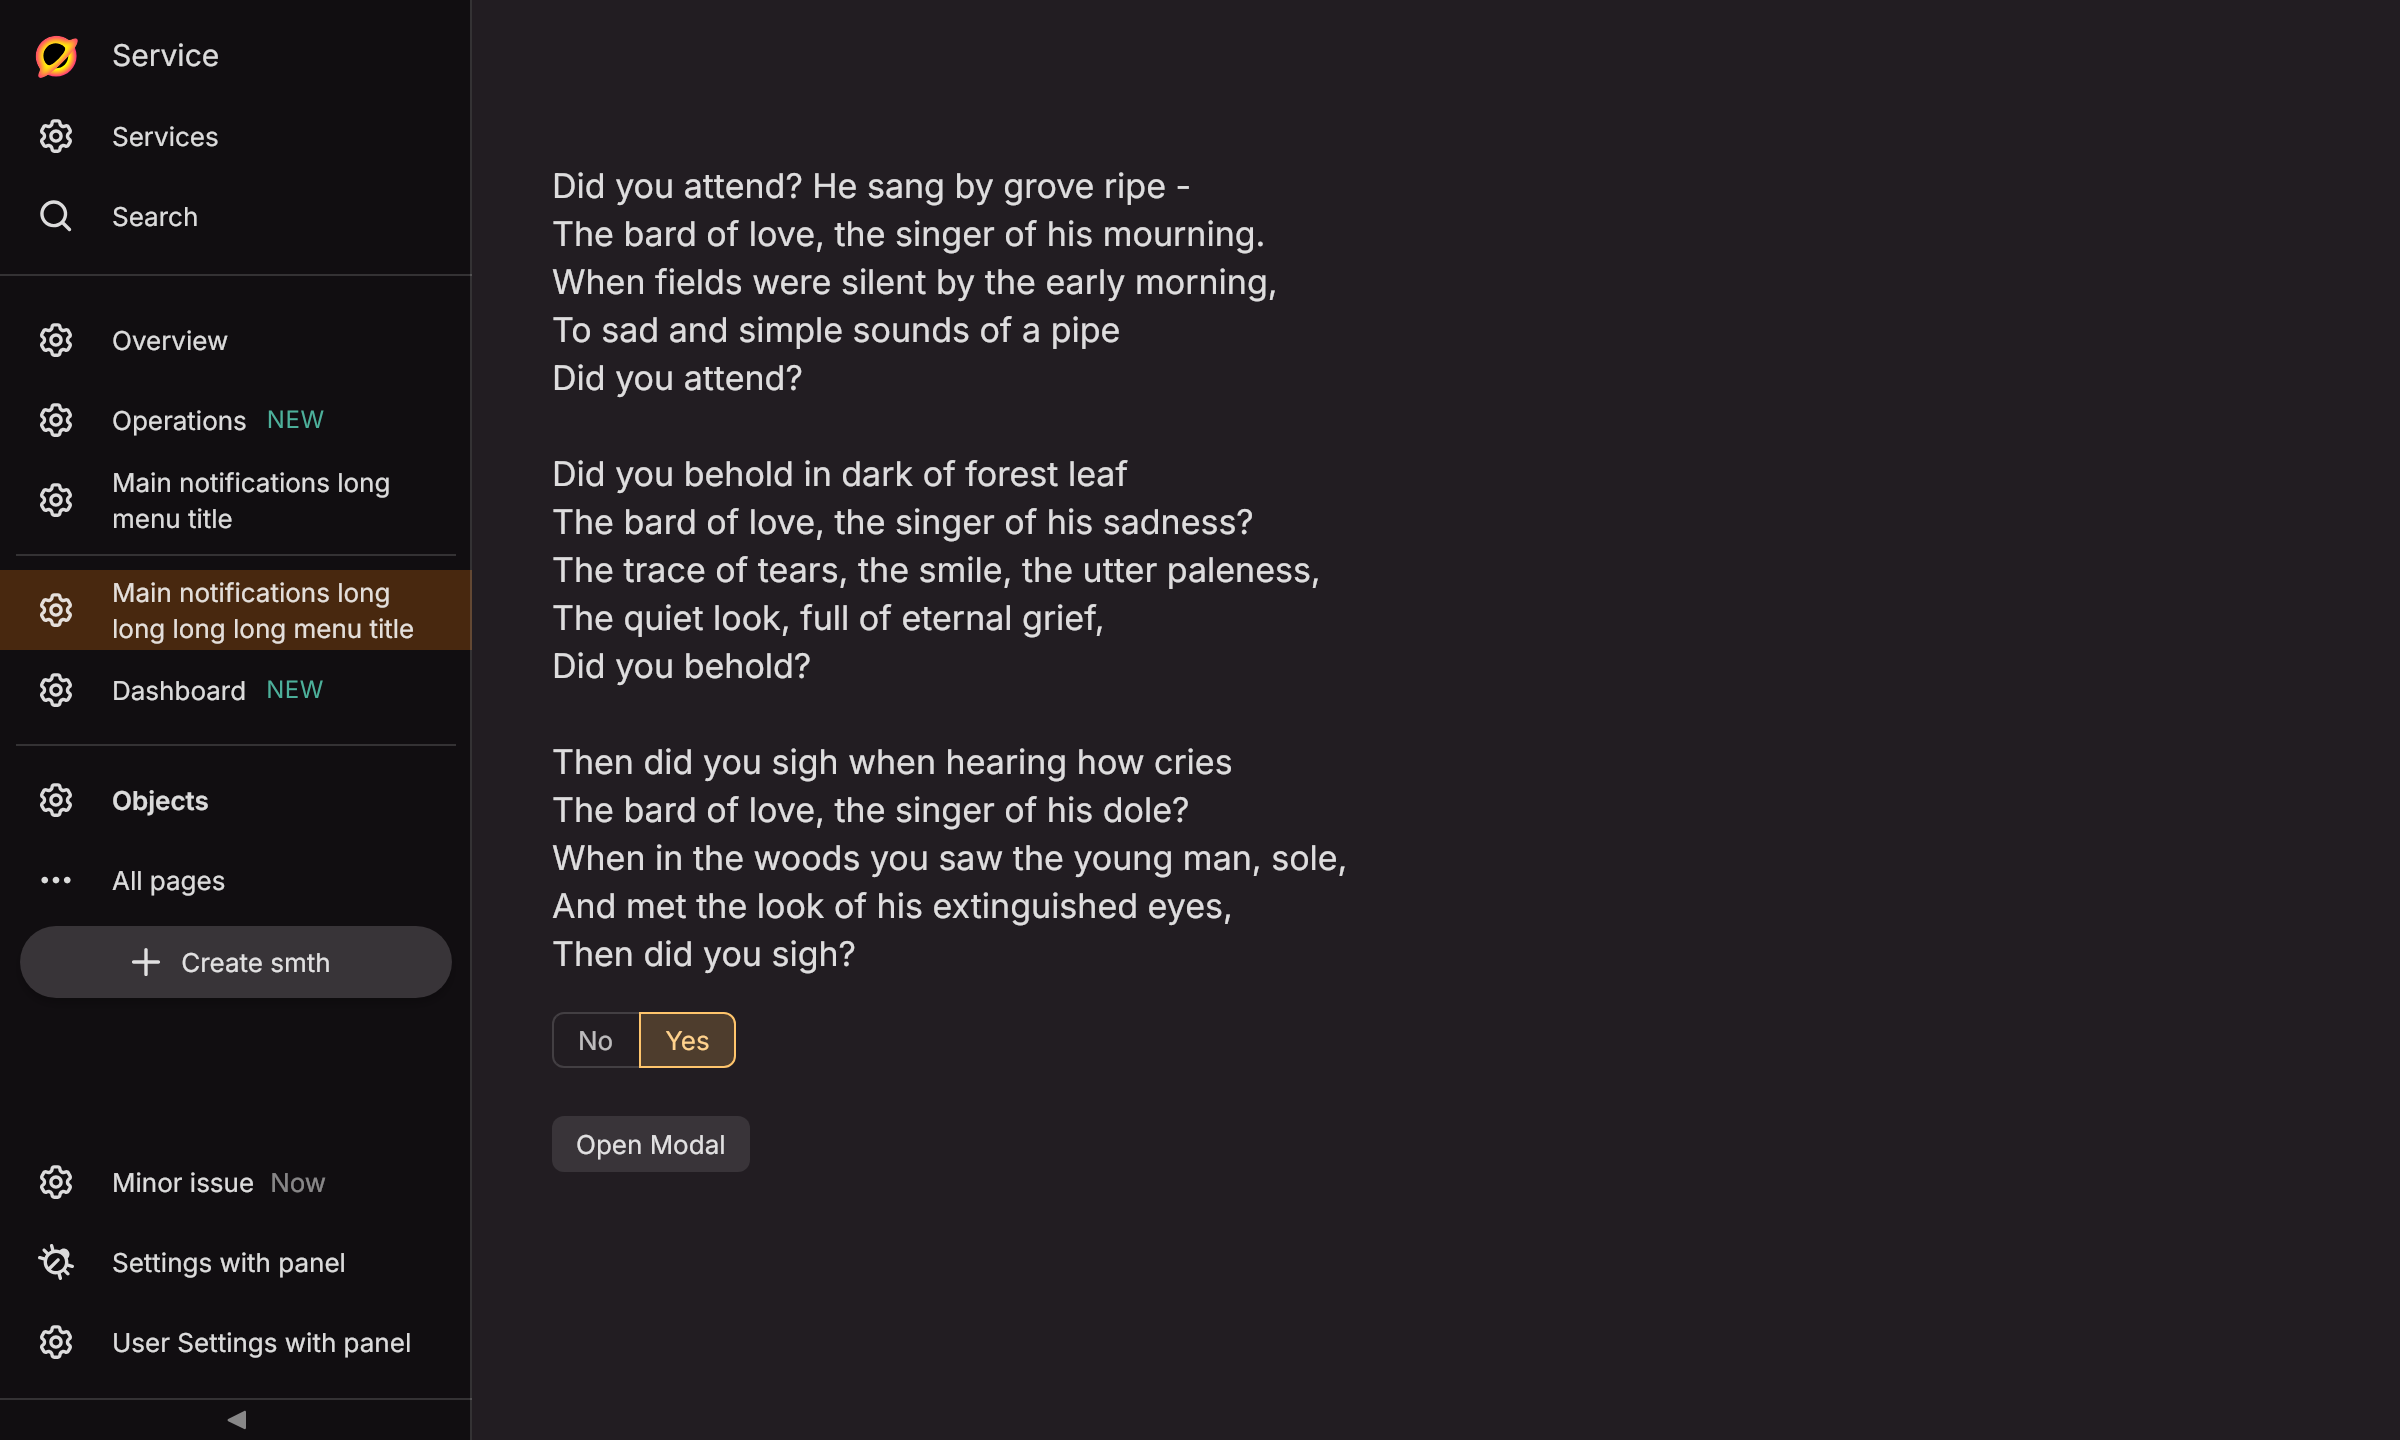 Service
Services
Search
Overview
Operations NEW
Main notifications long
menu title
Main notifications long
long long long menu title
Dashboard NEW
Objects
All pages
Create smth
Minor issue Now
Settings with panel
User Settings with panel
Did you attend? He sang by grove ripe -
The bard of love, the singer of his mourning.
When fields were silent by the early morning,
To sad and simple sounds of a pipe
Did you attend?
Did you behold in dark of forest leaf
The bard of love, the singer of his sadness?
The trace of tears, the smile, the utter paleness,
The quiet look, full of eternal grief,
Did you behold?
Then did you sigh when hearing how cries
The bard of love, the singer of his dole?
When in the woods you saw the young man, sole,
And met the look of his extinguished eyes,
Then did you sigh?
No Yes
Open Modal